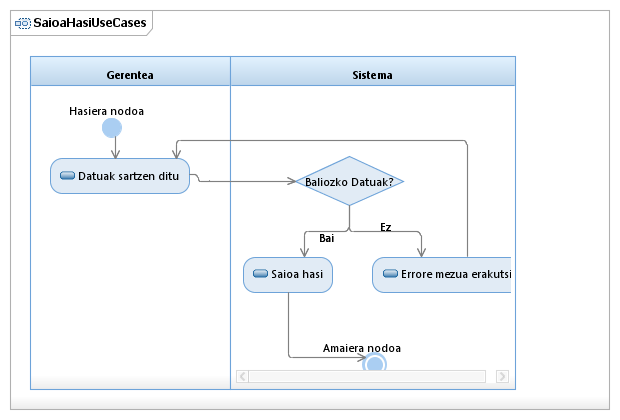 SaioaHasiUseCases
Gerentea
Sistema
Hasiera nodoa
Datuak sartzen ditu
Baliozko Datuak?
Bai
Ez
Saioa hasi
Errore mezua erakutsi
Amaiera nodoa